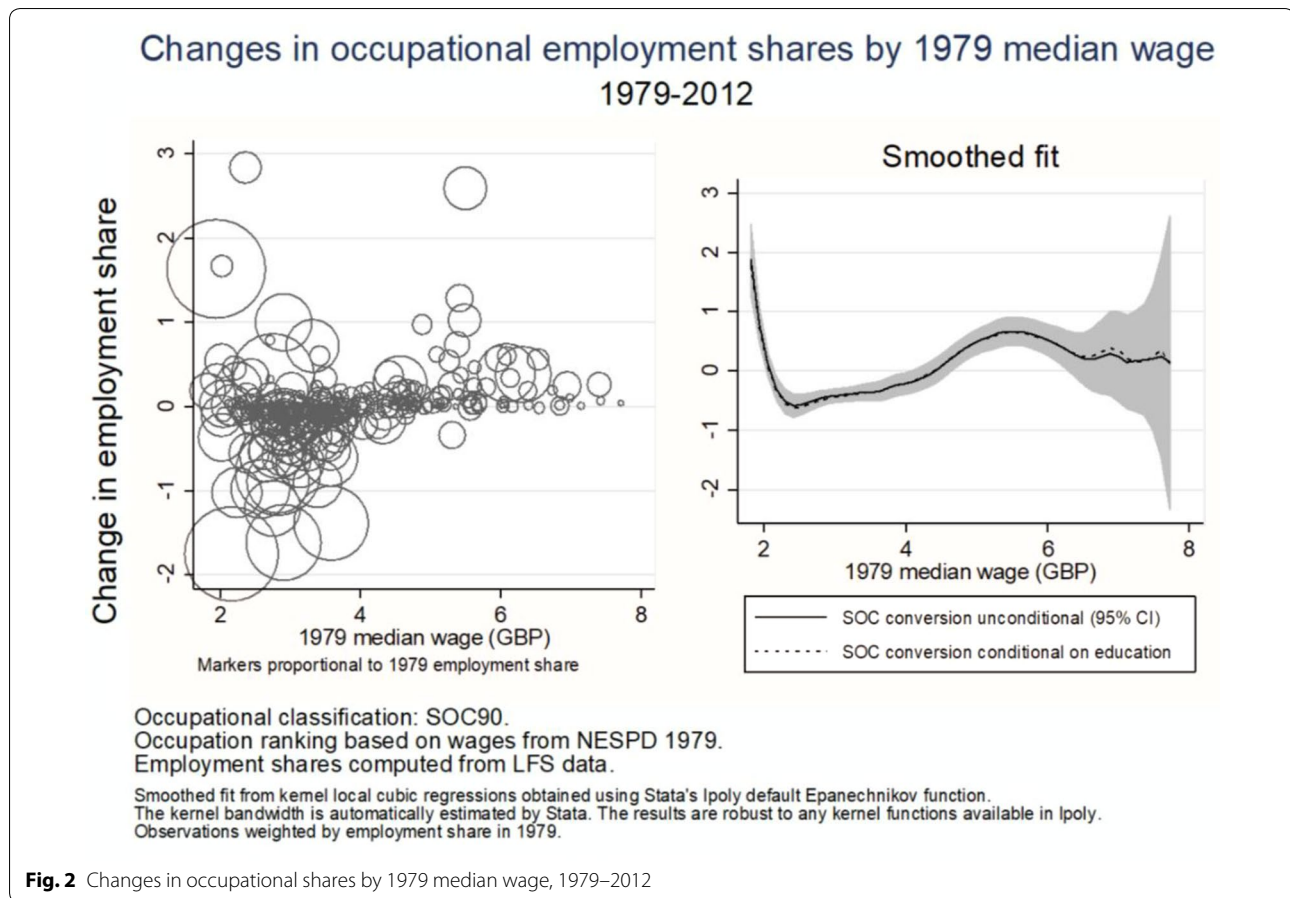 Changes in occupational employment shares by 1979 median wage
1979-2012
Change in employment share
3
2
1
0
-1
-2
2
4
6
8
1979 median wage (GBP)
Markers proportional to 1979 employment share
Smoothed fit
3
2
1
0
-1
-2
2
4
6
8
1979 median wage (GBP)
SOC conversion unconditional (95% CI)
SOC conversion conditional on education
Occupational classification: SOC90.
Occupation ranking based on wages from NESPD 1979.
Employment shares computed from LFS data.
Smoothed fit from kernel local cubic regressions obtained using Stata's lpoly default Epanechnikov function.
The kernel bandwidth is automatically estimated by Stata. The results are robust to any kernel functions available in lpoly.
Observations weighted by employment share in 1979.
Fig. 2 Changes in occupational shares by 1979 median wage, 1979–2012